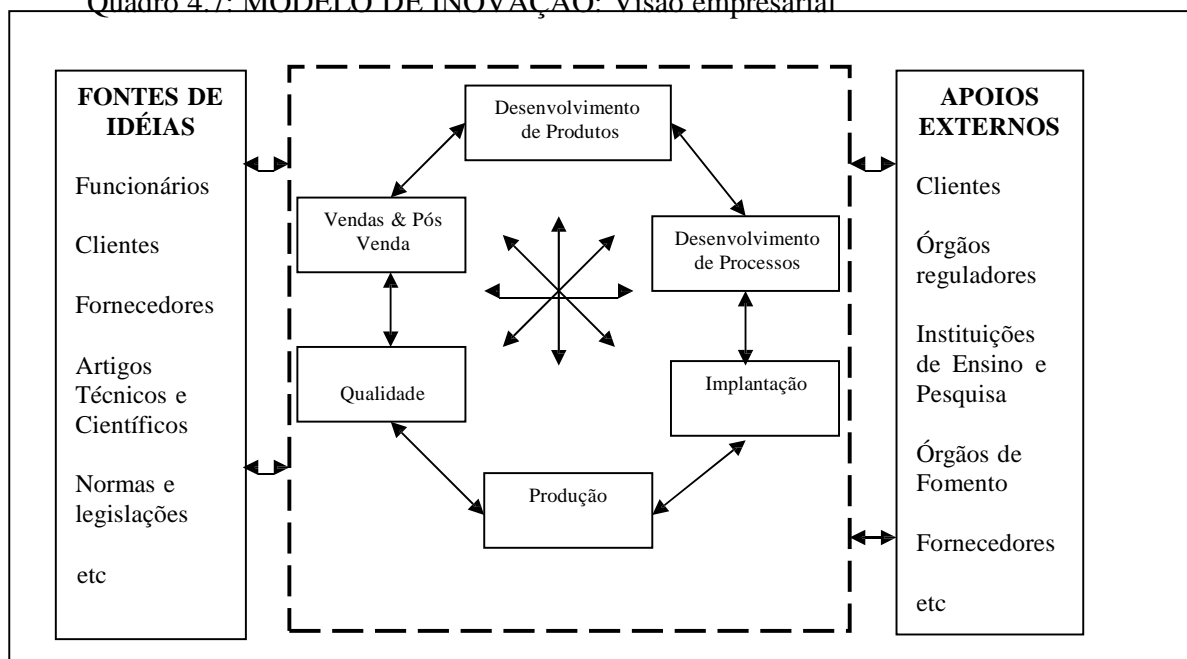 Quadro 4.7: MODELO DE INOVAÇÃO: Visão empresarial
FONTES DE
IDÉIAS
Funcionários
Clientes
Fornecedores
Artigos
Técnicos e
Científicos
Normas e
legislações
etc
Desenvolvimento
de Produtos
Vendas & Pós
Venda
Desenvolvimento
de Processos
Qualidade
Implantação
Produção
APOIOS
EXTERNOS
Clientes
Órgãos
reguladores
Instituições
de Ensino e
Pesquisa
Órgãos de
Fomento
Fornecedores
etc